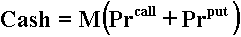 Cash = M(Pr^call + Pr^put)